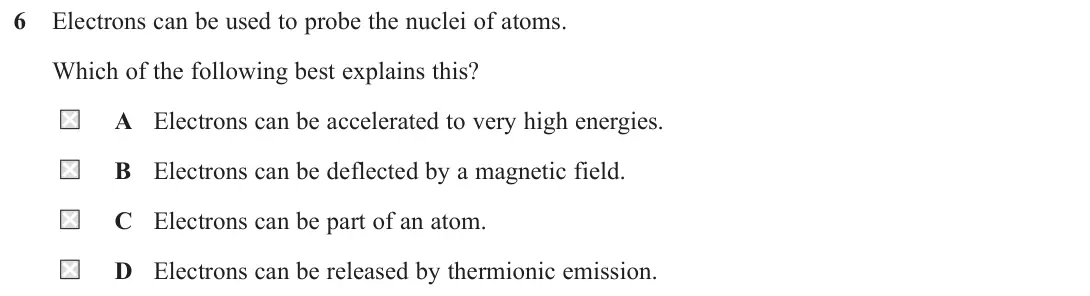 6 Electrons can be used to probe the nuclei of atoms.
Which of the following best explains this?
A Electrons can be accelerated to very high energies.
B Electrons can be deflected by a magnetic field.
C Electrons can be part of an atom.
D Electrons can be released by thermionic emission.